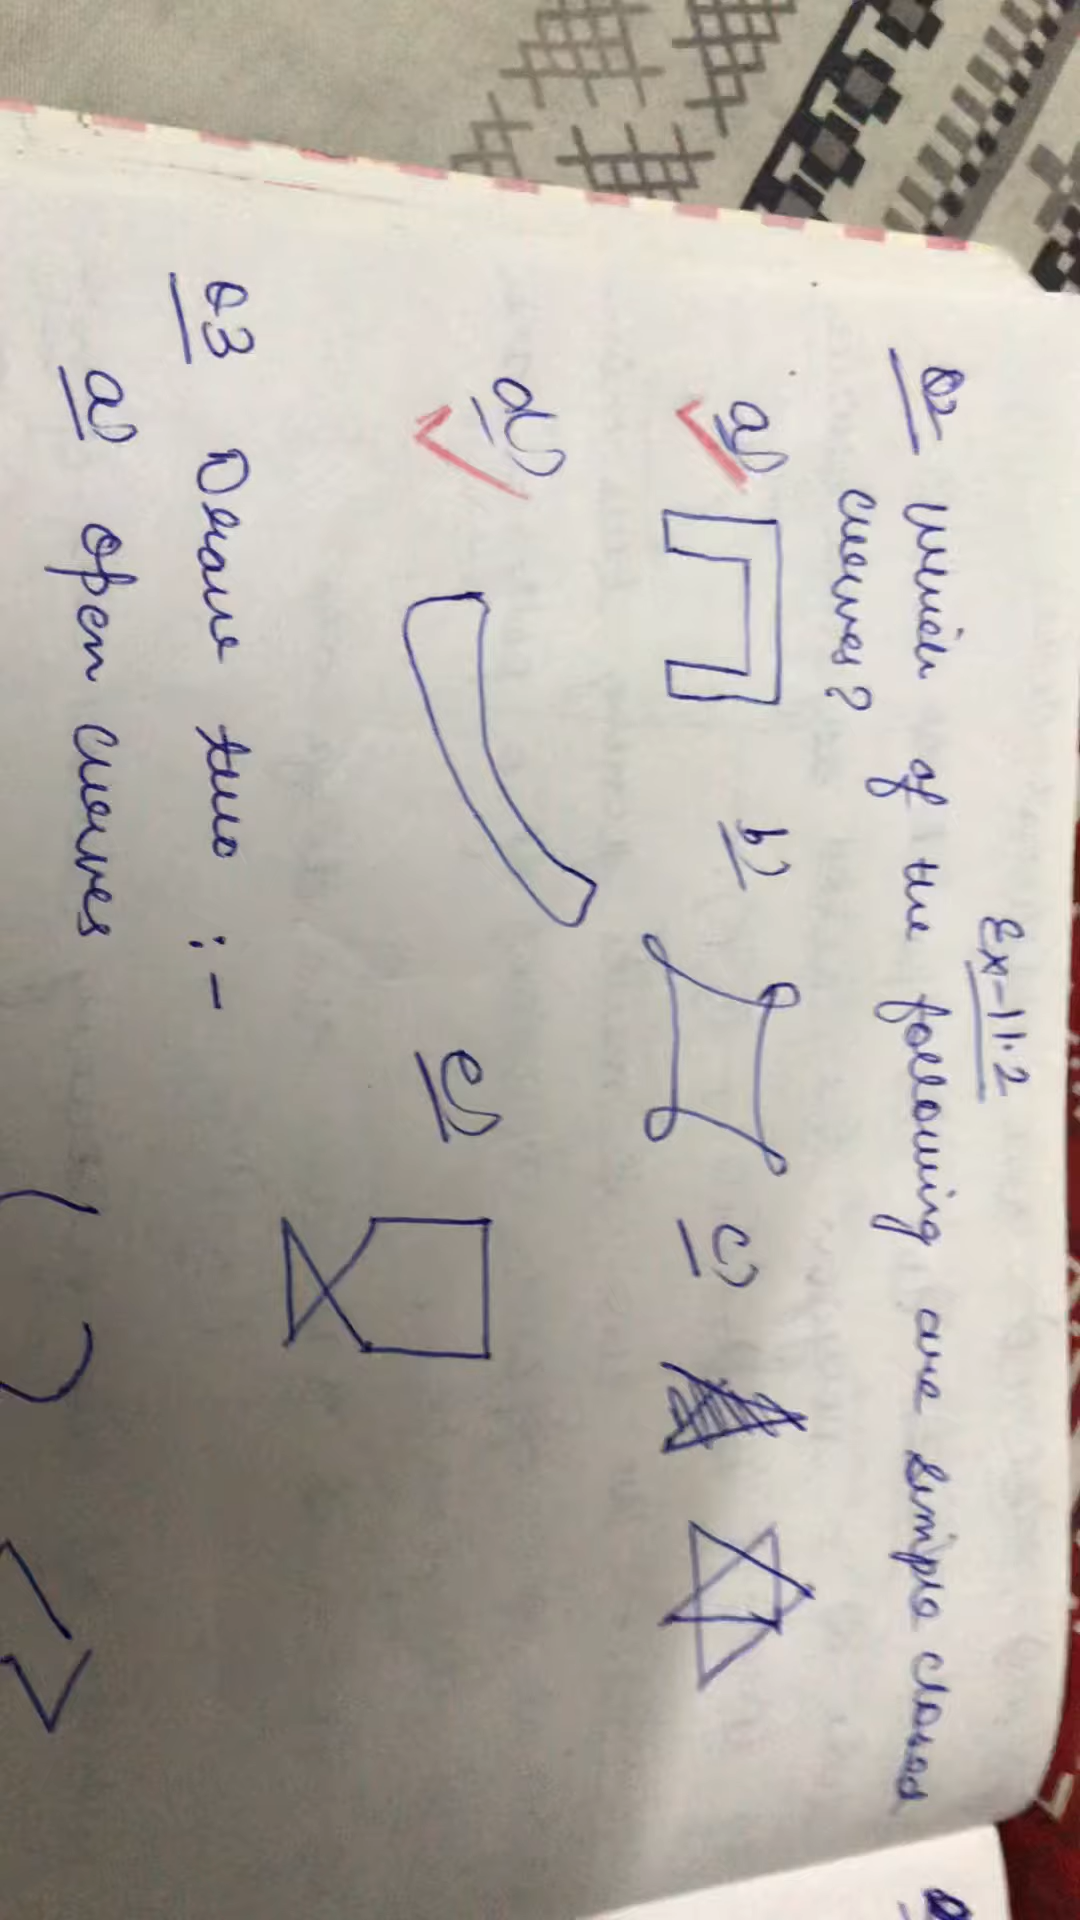 Ex-11.2
Q2 Which of the following are simple closed
curves?
a) b) c)
d) e)
Q3 Draw two :-
a) open curves